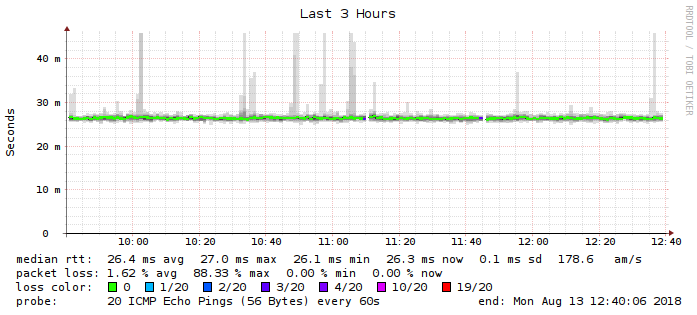 Last 3 Hours
RRDTOOL / TOBI OETIKER
Seconds
40 m
30 m
20 m
10 m
0
10:00 10:20 10:40 11:00 11:20 11:40 12:00 12:20 12:40
median rtt: 26.4 ms avg 27.0 ms max 26.1 ms min 26.3 ms now 0.1 ms sd 178.6 am/s
packet loss: 1.62 % avg 88.33 % max 0.00 % min 0.00 % now
loss color: 0 1/20 2/20 3/20 4/20 10/20 19/20
probe: 20 ICMP Echo Pings (56 Bytes) every 60s end: Mon Aug 13 12:40:06 2018